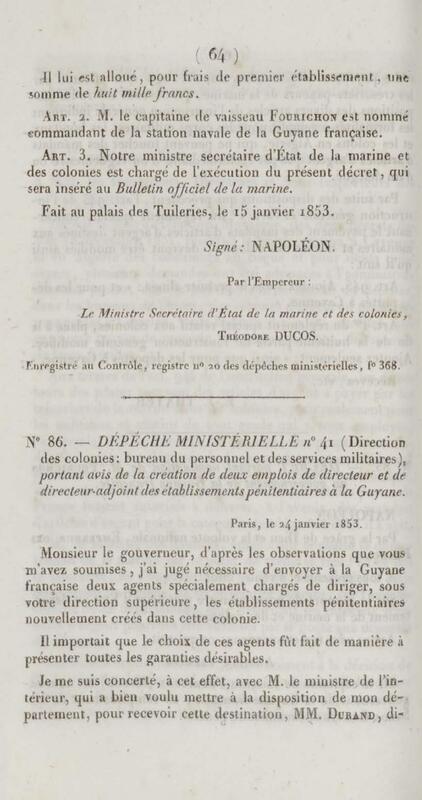 ( 64 )
Il lui est alloué, pour frais de premier établissement, une
somme de huit mille francs.
ART. 2. M. le capitaine de vaisseau FOURICHON est nommé
commandant de la station navale de la Guyane française.
ART. 3. Notre ministre secrétaire d'État de la marine et
des colonies est chargé de l'exécution du présent décret, qui
sera inséré au Bulletin officiel de la marine.
Fait au palais des Tuileries, le 15 janvier 1853.
Signé: NAPOLÉON.
Par l'Empereur:
Le Ministre Secrétaire d'État de la marine et des colonies,
THÉODORE DUCOS.
Enregistré au Contrôle, registre n° 20 des dépêches ministérielles, f° 368.
N° 86. — DÉPÊCHE MINISTÉRIELLE n° 41 (Direction
des colonies: bureau du personnel et des services militaires),
portant avis de la création de deux emplois de directeur et de
directeur-adjoint des établissements pénitentiaires à la Guyane.
Paris, le 24 janvier 1853.
Monsieur le gouverneur, d'après les observations que vous
m'avez soumises, j'ai jugé nécessaire d'envoyer à la Guyane
française deux agents spécialement chargés de diriger, sous
votre direction supérieure, les établissements pénitentiaires
nouvellement créés dans cette colonie.
Il importait que le choix de ces agents fût fait de manière à
présenter toutes les garanties désirables.
Je me suis concerté, à cet effet, avec M. le ministre de l'in-
térieur, qui a bien voulu mettre à la disposition de mon dé-
partement, pour recevoir cette destination, MM. DURAND, di-